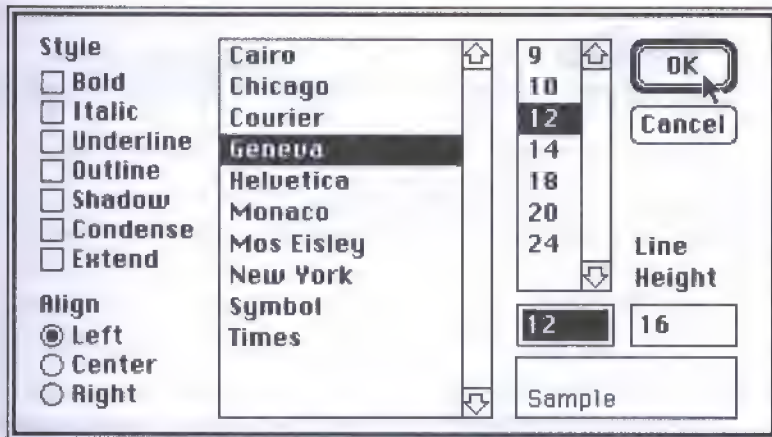 Style
Bold
Italic
Underline
Outline
Shadow
Condense
Extend
Align
Left
Center
Right
Cairo
Chicago
Courier
Geneva
Helvetica
Monaco
Mos Eisley
New York
Symbol
Times
9
10
12
14
18
20
24
12
OK
Cancel
Line
Height
16
Sample